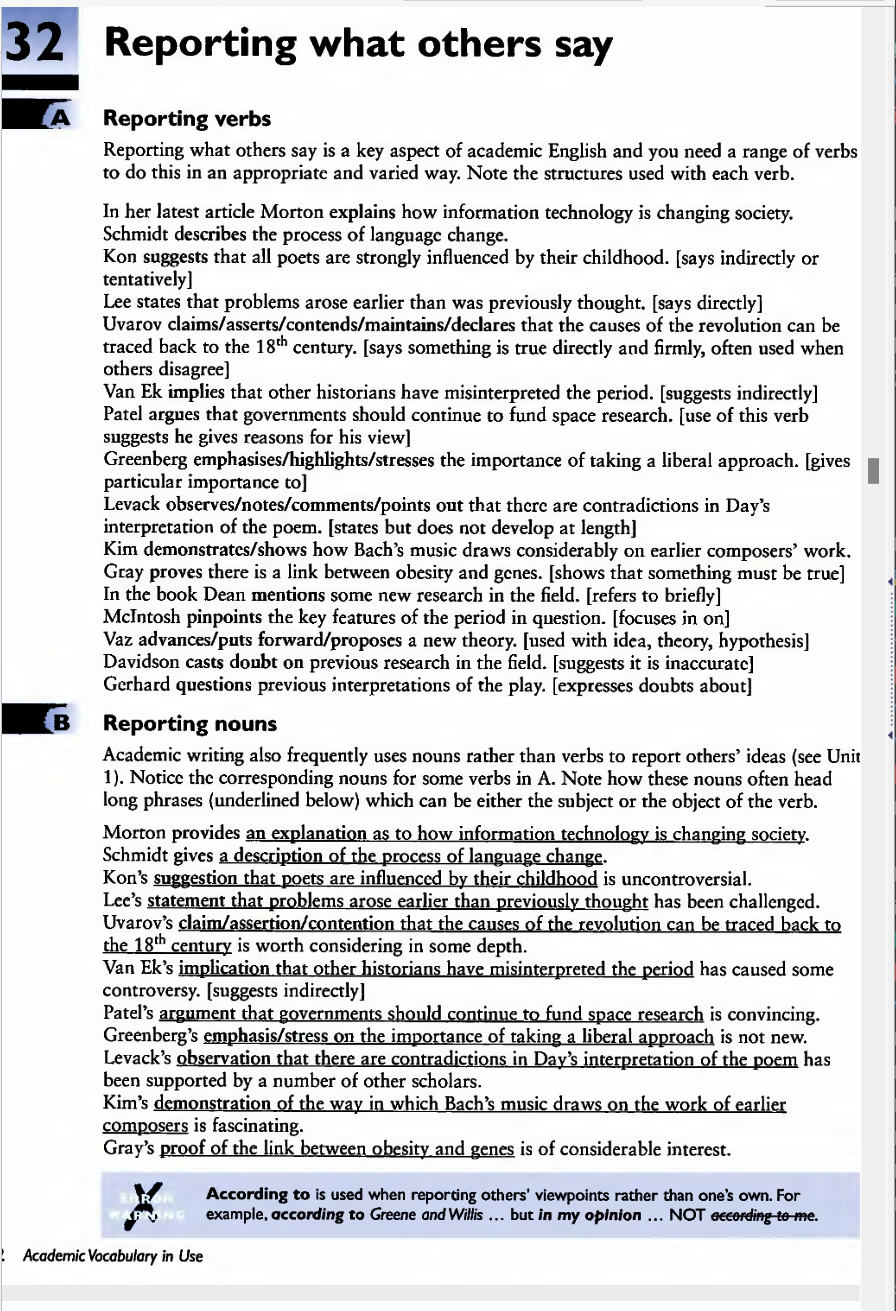 32
Reporting what others say
A
Reporting verbs
Reporting what others say is a key aspect of academic English and you need a range of verbs
to do this in an appropriate and varied way. Note the structures used with each verb.
In her latest article Morton explains how information technology is changing society.
Schmidt describes the process of language change.
Kon suggests that all poets are strongly influenced by their childhood. [says indirectly or
tentatively]
Lee states that problems arose earlier than was previously thought. [says directly]
Uvarov claims/asserts/contends/maintains/declares that the causes of the revolution can be
traced back to the 18th century. [says something is true directly and firmly, often used when
others disagree]
Van Ek implies that other historians have misinterpreted the period. [suggests indirectly]
Patel argues that governments should continue to fund space research. [use of this verb
suggests he gives reasons for his view]
Greenberg emphasises/highlights/stresses the importance of taking a liberal approach. [gives
particular importance to]
Levack observes/notes/comments/points out that there are contradictions in Day's
interpretation of the poem. [states but does not develop at length]
Kim demonstrates/shows how Bach's music draws considerably on earlier composers' work.
Gray proves there is a link between obesity and genes. [shows that something must be true]
In the book Dean mentions some new research in the field. [refers to briefly]
McIntosh pinpoints the key features of the period in question. [focuses in on]
Vaz advances/puts forward/proposes a new theory. [used with idea, theory, hypothesis]
Davidson casts doubt on previous research in the field. [suggests it is inaccurate]
Gerhard questions previous interpretations of the play. [expresses doubts about]
B
Reporting nouns
Academic writing also frequently uses nouns rather than verbs to report others' ideas (see Unit
1). Notice the corresponding nouns for some verbs in A. Note how these nouns often head
long phrases (underlined below) which can be either the subject or the object of the verb.
Morton provides an explanation as to how information technology is changing society.
Schmidt gives a description of the process of language change.
Kon's suggestion that poets are influenced by their childhood is uncontroversial.
Lee's statement that problems arose earlier than previously thought has been challenged.
Uvarov's claim/assertion/contention that the causes of the revolution can be traced back to
the 18th century is worth considering in some depth.
Van Ek's implication that other historians have misinterpreted the period has caused some
controversy. [suggests indirectly]
Patel's argument that governments should continue to fund space research is convincing.
Greenberg's emphasis/stress on the importance of taking a liberal approach is not new.
Levack's observation that there are contradictions in Day's interpretation of the poem has
been supported by a number of other scholars.
Kim's demonstration of the way in which Bach's music draws on the work of earlier
composers is fascinating.
Gray's proof of the link between obesity and genes is of considerable interest.
ERROR
WARNING
According to is used when reporting others' viewpoints rather than one's own. For
example, according to Greene and Willis ... but in my opinion ... NOT according to me.
Academic Vocabulary in Use